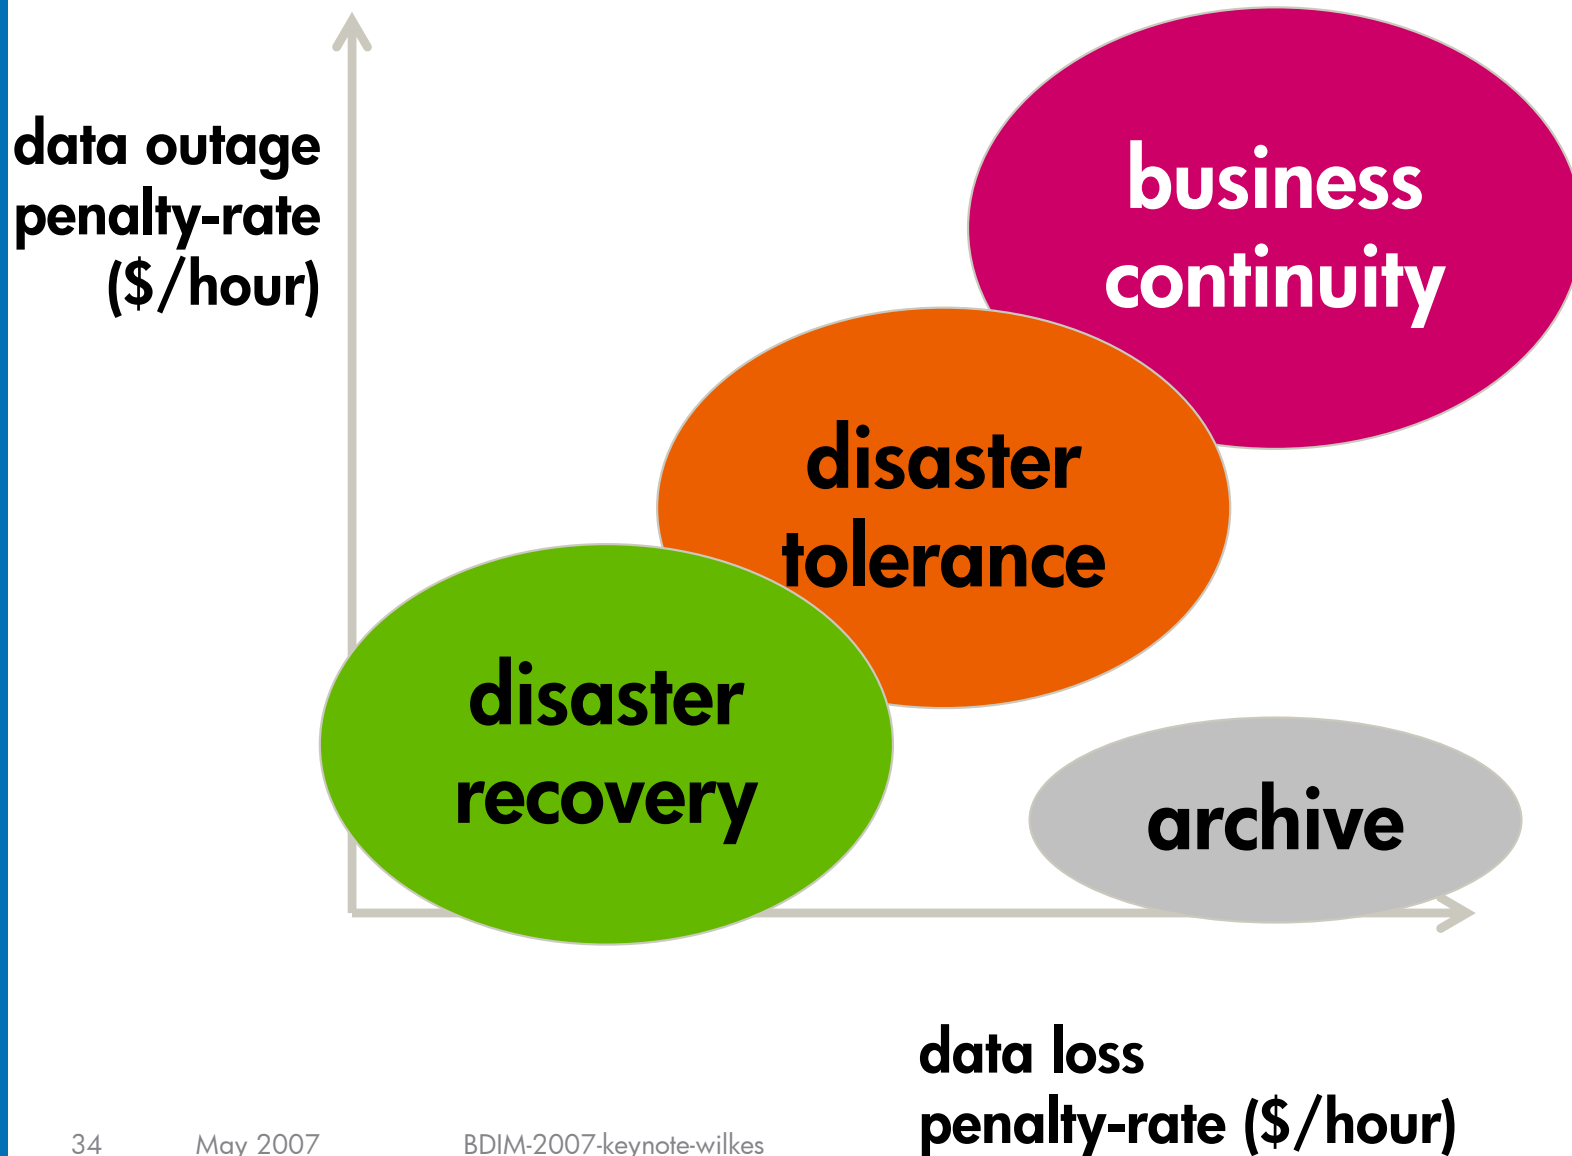 data outage
penalty-rate
($/hour)
business
continuity
disaster
tolerance
disaster
recovery
archive
data loss
penalty-rate ($/hour)
34 May 2007 BDIM-2007-keynote-wilkes